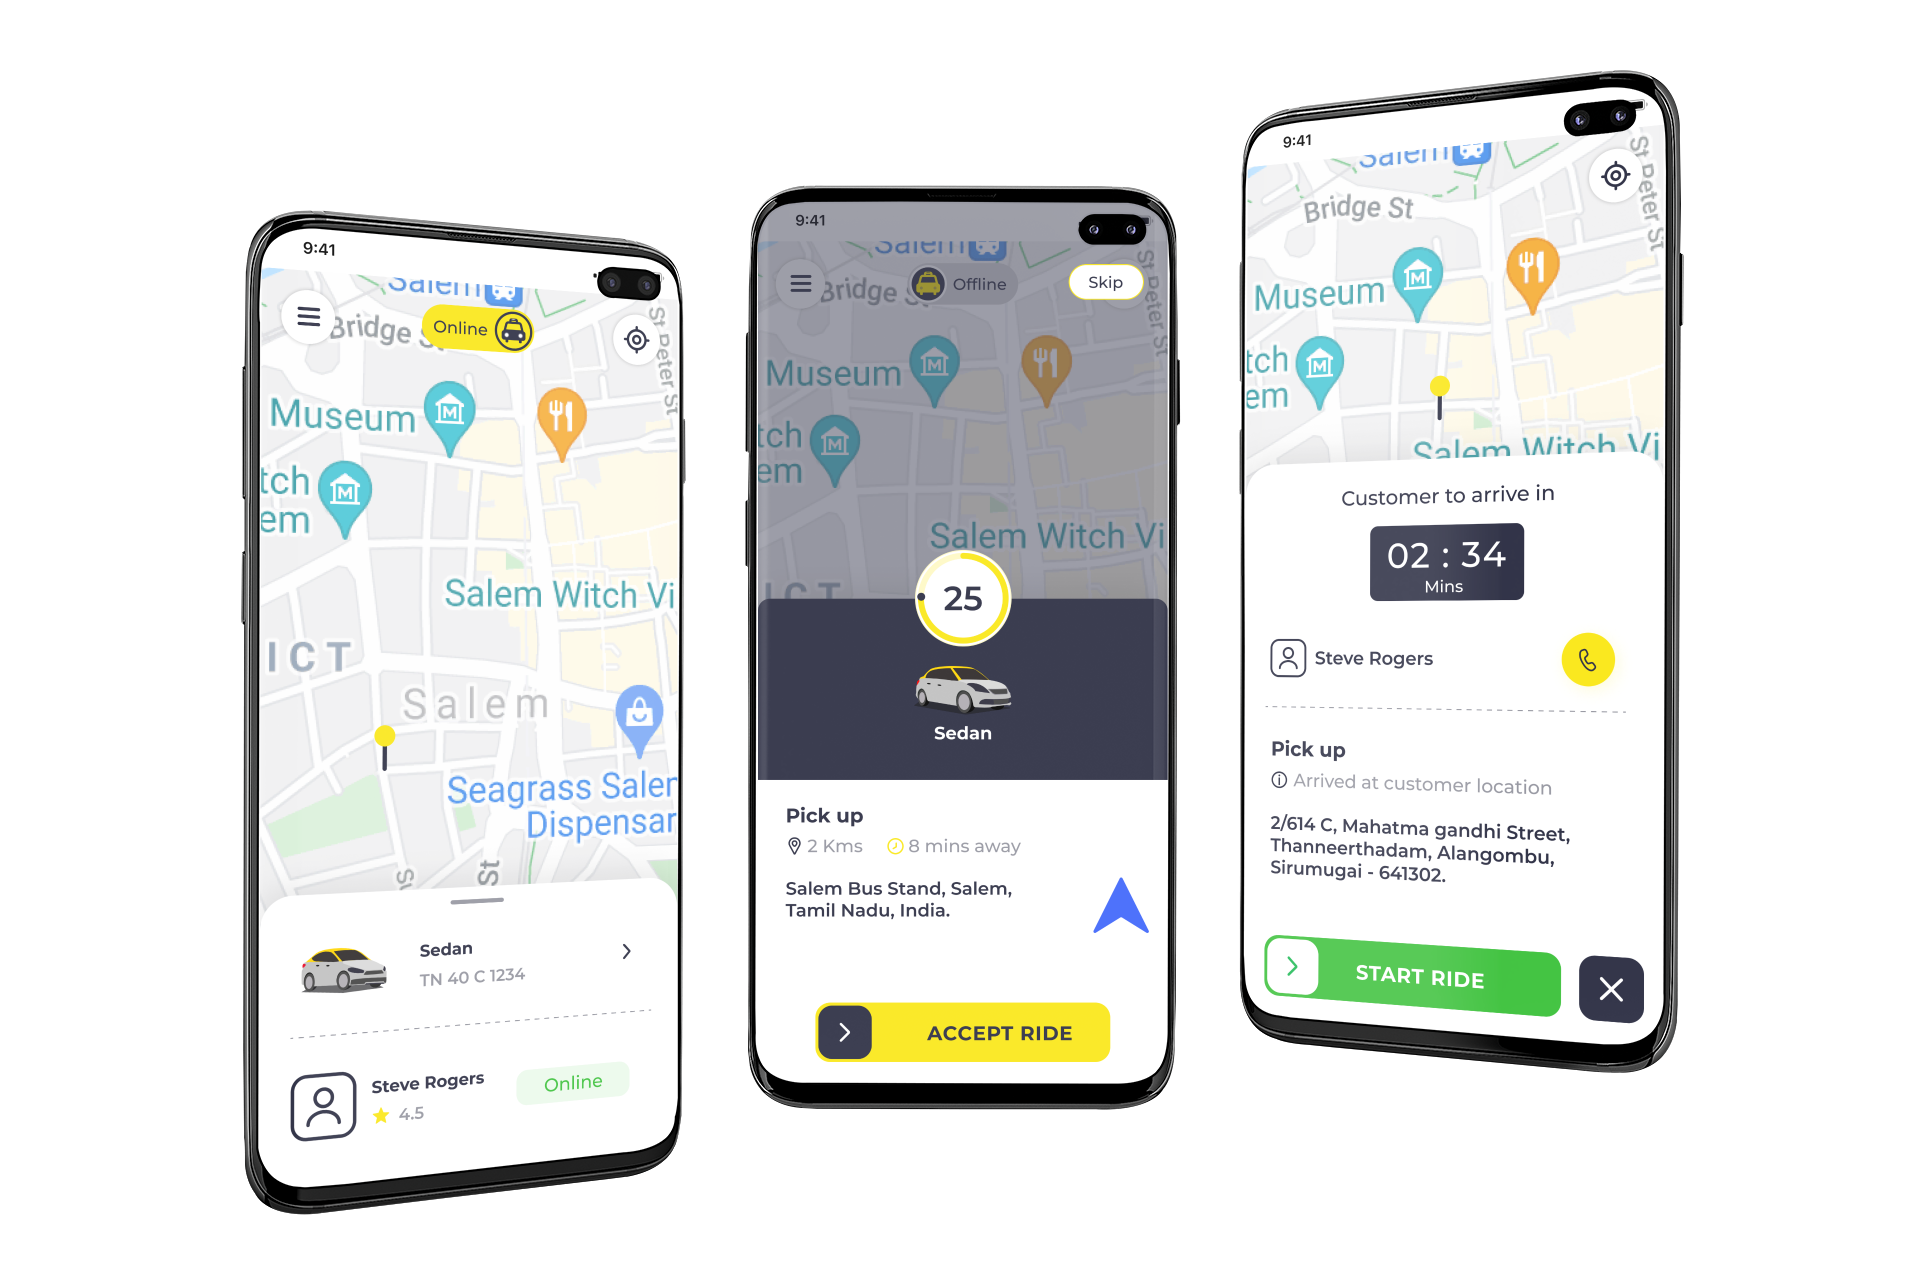 9:41
Salem
Bridge St
Online
St Peter St
Museum
M
tch
em
M
Salem Witch Vi
ICT
Salem
Seagrass Saler
Dispensar
St
Sedan
TN 40 C 1234
Steve Rogers
4.5
Online
9:41
Salem
Bridge S
Offline
Skip
St Peter St
Museum
M
tch
em
M
Salem Witch Vi
ICT
25
Sedan
Pick up
2 Kms
8 mins away
Salem Bus Stand, Salem,
Tamil Nadu, India.
ACCEPT RIDE
9:41
Salem
Bridge St
St Peter St
Museum
M
tch
em
M
Salem Witch Vi
Customer to arrive in
02 : 34
Mins
Steve Rogers
Pick up
Arrived at customer location
2/614 C, Mahatma gandhi Street,
Thanneerthadam, Alangombu,
Sirumugai - 641302.
START RIDE